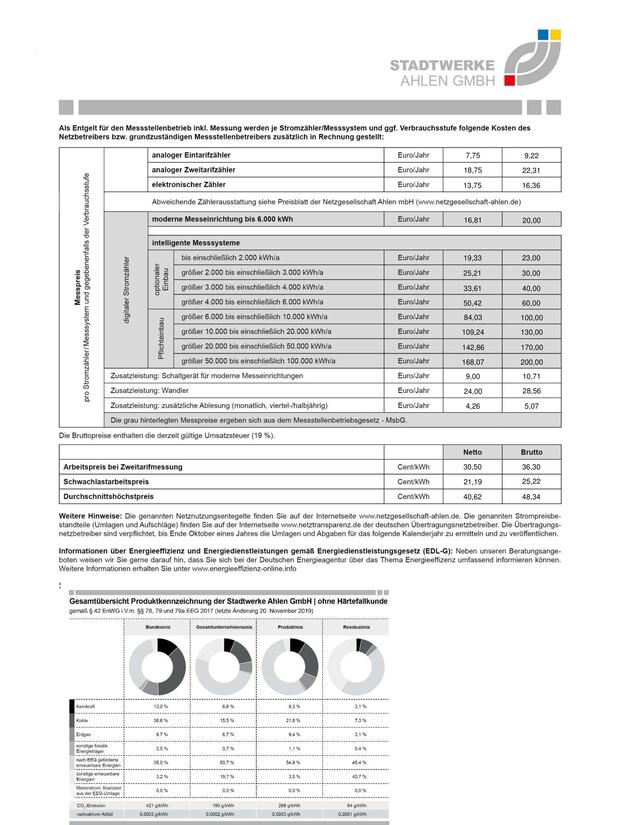 STADTWERKE
AHLEN GMBH
Als Entgelt für den Messstellenbetrieb inkl. Messung werden je Stromzähler/Messsystem und ggf. Verbrauchsstufe folgende Kosten des
Netzbetreibers bzw. grundzuständigen Messstellenbetreibers zusätzlich in Rechnung gestellt:
Messpreis
pro Stromzähler/Messsystem und gegebenenfalls der Verbrauchsstufe
analoger Eintarifzähler Euro/Jahr 7,75 9,22
analoger Zweitarifzähler Euro/Jahr 18,75 22,31
elektronischer Zähler Euro/Jahr 13,75 16,36
Abweichende Zählerausstattung siehe Preisblatt der Netzgesellschaft Ahlen mbH (www.netzgesellschaft-ahlen.de)
digitaler Stromzähler
moderne Messeinrichtung bis 6.000 kWh Euro/Jahr 16,81 20,00
intelligente Messsysteme
optionaler
Einbau
bis einschließlich 2.000 kWh/a Euro/Jahr 19,33 23,00
größer 2.000 bis einschließlich 3.000 kWh/a Euro/Jahr 25,21 30,00
größer 3.000 bis einschließlich 4.000 kWh/a Euro/Jahr 33,61 40,00
größer 4.000 bis einschließlich 6.000 kWh/a Euro/Jahr 50,42 60,00
Pflichteinbau
größer 6.000 bis einschließlich 10.000 kWh/a Euro/Jahr 84,03 100,00
größer 10.000 bis einschließlich 20.000 kWh/a Euro/Jahr 109,24 130,00
größer 20.000 bis einschließlich 50.000 kWh/a Euro/Jahr 142,86 170,00
größer 50.000 bis einschließlich 100.000 kWh/a Euro/Jahr 168,07 200,00
Zusatzleistung: Schaltgerät für moderne Messeinrichtungen Euro/Jahr 9,00 10,71
Zusatzleistung: Wandler Euro/Jahr 24,00 28,56
Zusatzleistung: zusätzliche Ablesung (monatlich, viertel-/halbjährig) Euro/Jahr 4,26 5,07
Die grau hinterlegten Messpreise ergeben sich aus dem Messstellenbetriebsgesetz - MsbG.
Die Bruttopreise enthalten die derzeit gültige Umsatzsteuer (19 %).
Netto Brutto
Arbeitspreis bei Zweitarifmessung Cent/kWh 30,50 36,30
Schwachlastarbeitspreis Cent/kWh 21,19 25,22
Durchschnittshöchstpreis Cent/kWh 40,62 48,34
Weitere Hinweise: Die genannten Netznutzungsentgelte finden Sie auf der Internetseite www.netzgesellschaft-ahlen.de. Die genannten Strompreisbe-
standteile (Umlagen und Aufschläge) finden Sie auf der Internetseite www.netztransparenz.de der deutschen Übertragungsnetzbetreiber. Die Übertragungs-
netzbetreiber sind verpflichtet, bis Ende Oktober eines Jahres die Umlagen und Abgaben für das folgende Kalenderjahr zu ermitteln und zu veröffentlichen.
Informationen über Energieeffizienz und Energiedienstleistungen gemäß Energiedienstleistungsgesetz (EDL-G): Neben unseren Beratungsange-
boten weisen wir Sie gerne darauf hin, dass Sie sich bei der Deutschen Energieagentur über das Thema Energieeffizienz umfassend informieren können.
Weitere Informationen erhalten Sie unter www.energieeffizienz-online.info
Gesamtübersicht Produktkennzeichnung der Stadtwerke Ahlen GmbH | ohne Härtefallkunde
gemäß § 42 EnWG i.V.m. §§ 78, 79 und 79a EEG 2017 (letzte Änderung 20. November 2019)
Bundesmix Gesamtunternehmensmix Produktmix Residualmix
Kernkraft 13,0 % 6,6 % 9,3 % 3,1 %
Kohle 36,6 % 15,5 % 21,8 % 7,3 %
Erdgas 9,7 % 6,7 % 9,4 % 3,1 %
sonstige fossile
Energieträger 2,5 % 0,7 % 1,1 % 0,4 %
nach EEG geförderte
erneuerbare Energien 35,0 % 50,7 % 54,8 % 45,4 %
sonstige erneuerbare
Energien 3,2 % 19,7 % 3,5 % 40,7 %
Mieterstrom, finanziert
aus der EEG-Umlage 0,0 % 0,0 % 0,0 % 0,0 %
CO₂-Emission 421 g/kWh 190 g/kWh 268 g/kWh 84 g/kWh
radioaktiver Abfall 0,0003 g/kWh 0,0002 g/kWh 0,0003 g/kWh 0,0001 g/kWh